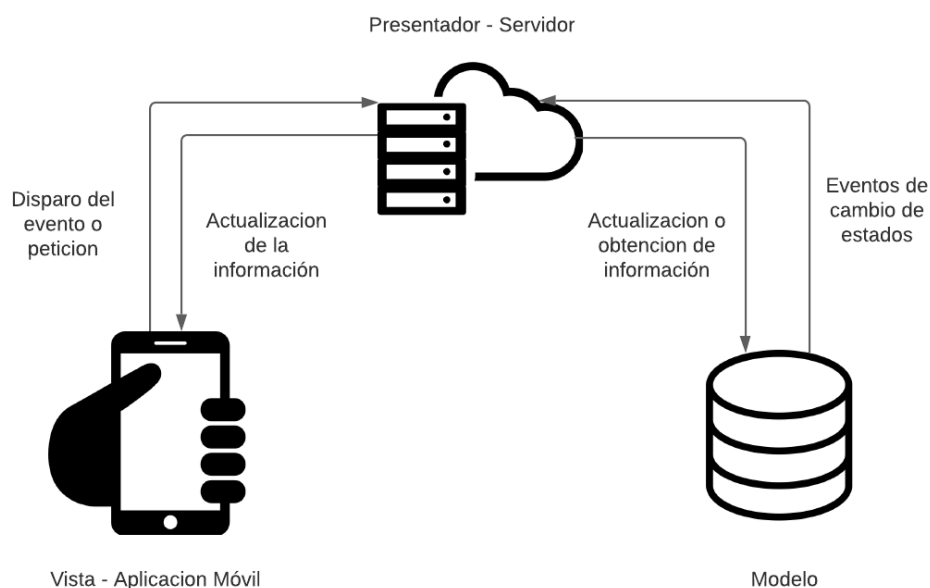 Presentador - Servidor
Disparo del
evento o
peticion
Actualizacion
de la
información
Actualizacion o
obtencion de
información
Eventos de
cambio de
estados
Vista - Aplicacion Móvil
Modelo